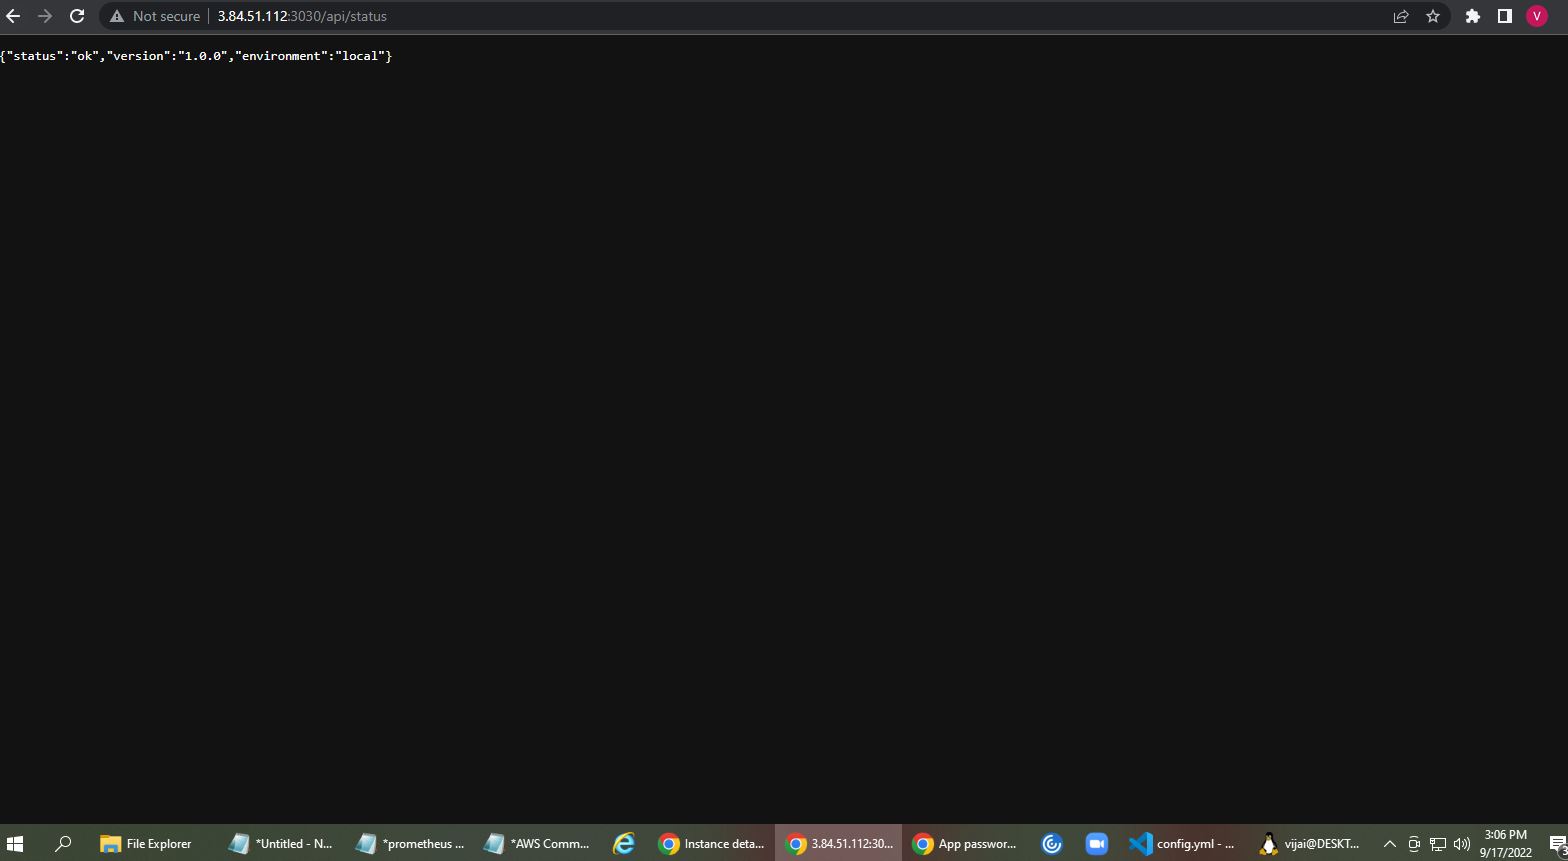 Not secure
3.84.51.112:3030/api/status
V
{"status":"ok","version":"1.0.0","environment":"local"}
File Explorer
*Untitled - N...
*prometheus ...
*AWS Comm...
Instance deta...
3.84.51.112:30...
App passwor...
config.yml - ...
vijai@DESKT...
3:06 PM
9/17/2022